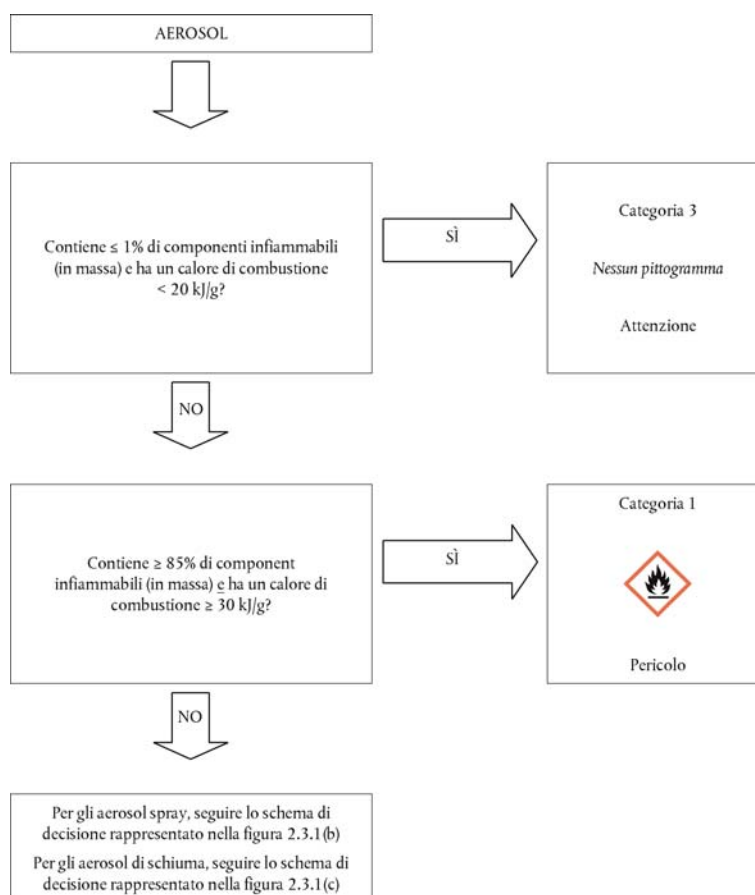 AEROSOL
Contiene ≤ 1% di componenti infiammabili
(in massa) e ha un calore di combustione
< 20 kJ/g?
SÌ
Categoria 3
Nessun pittogramma
Attenzione
NO
Contiene ≥ 85% di component
infiammabili (in massa) e ha un calore di
combustione ≥ 30 kJ/g?
SÌ
Categoria 1
Pericolo
NO
Per gli aerosol spray, seguire lo schema di
decisione rappresentato nella figura 2.3.1(b)
Per gli aerosol di schiuma, seguire lo schema di
decisione rappresentato nella figura 2.3.1(c)